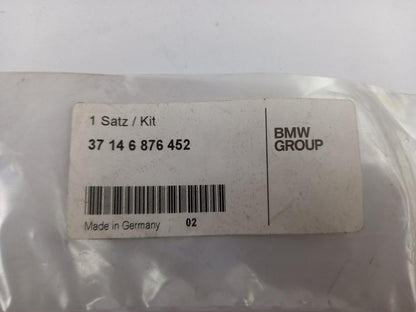 1 Satz / Kit
37 14 6 876 452
BMW
GROUP
Made in Germany 02